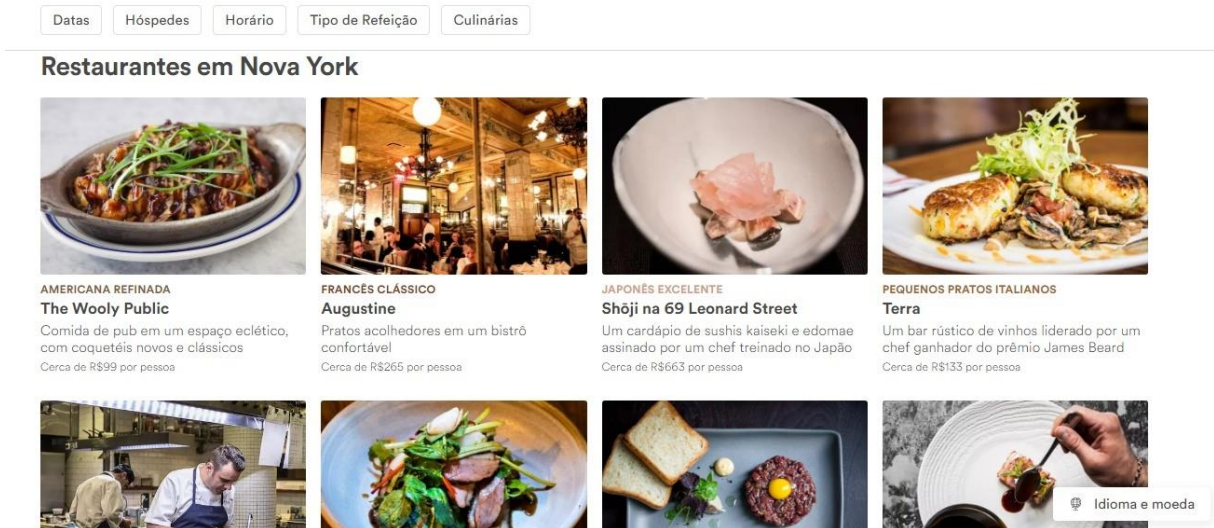 Datas
Hóspedes
Horário
Tipo de Refeição
Culinárias
Restaurantes em Nova York
AMERICANA REFINADA
The Wooly Public
Comida de pub em um espaço eclético,
com coquetéis novos e clássicos
Cerca de R$99 por pessoa
FRANCÊS CLÁSSICO
Augustine
Pratos acolhedores em um bistrô
confortável
Cerca de R$265 por pessoa
JAPONÊS EXCELENTE
Shōji na 69 Leonard Street
Um cardápio de sushis kaiseki e edomae
assinado por um chef treinado no Japão
Cerca de R$663 por pessoa
PEQUENOS PRATOS ITALIANOS
Terra
Um bar rústico de vinhos liderado por um
chef ganhador do prêmio James Beard
Cerca de R$133 por pessoa
Idioma e moeda